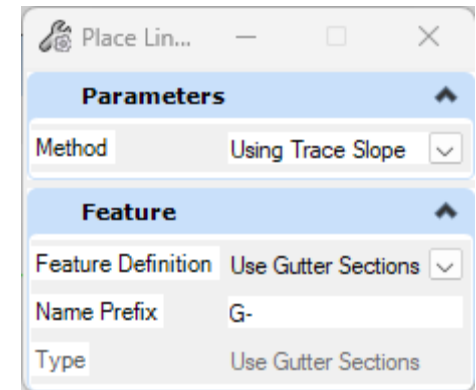 Place Lin...
Parameters
Method Using Trace Slope
Feature
Feature Definition Use Gutter Sections
Name Prefix G-
Type Use Gutter Sections